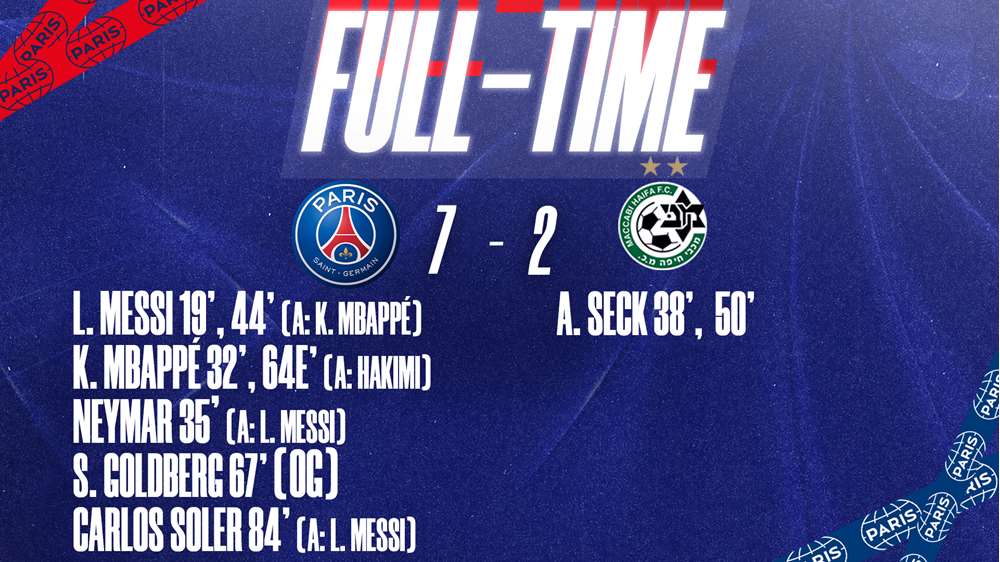 PARIS
PARIS
PARIS
FULL-TIME
PARIS
SAINT-GERMAIN
7 - 2
MACCABI HAIFA F.C.
מכבי חיפה מ.כ.
L. MESSI 19’, 44’ (A: K. MBAPPÉ)
A. SECK 38’, 50’
K. MBAPPÉ 32’, 64E’ (A: HAKIMI)
NEYMAR 35’ (A: L. MESSI)
S. GOLDBERG 67’ (OG)
CARLOS SOLER 84’ (A: L. MESSI)
PARIS
PARIS
PARIS
PARIS
PARIS
PARIS